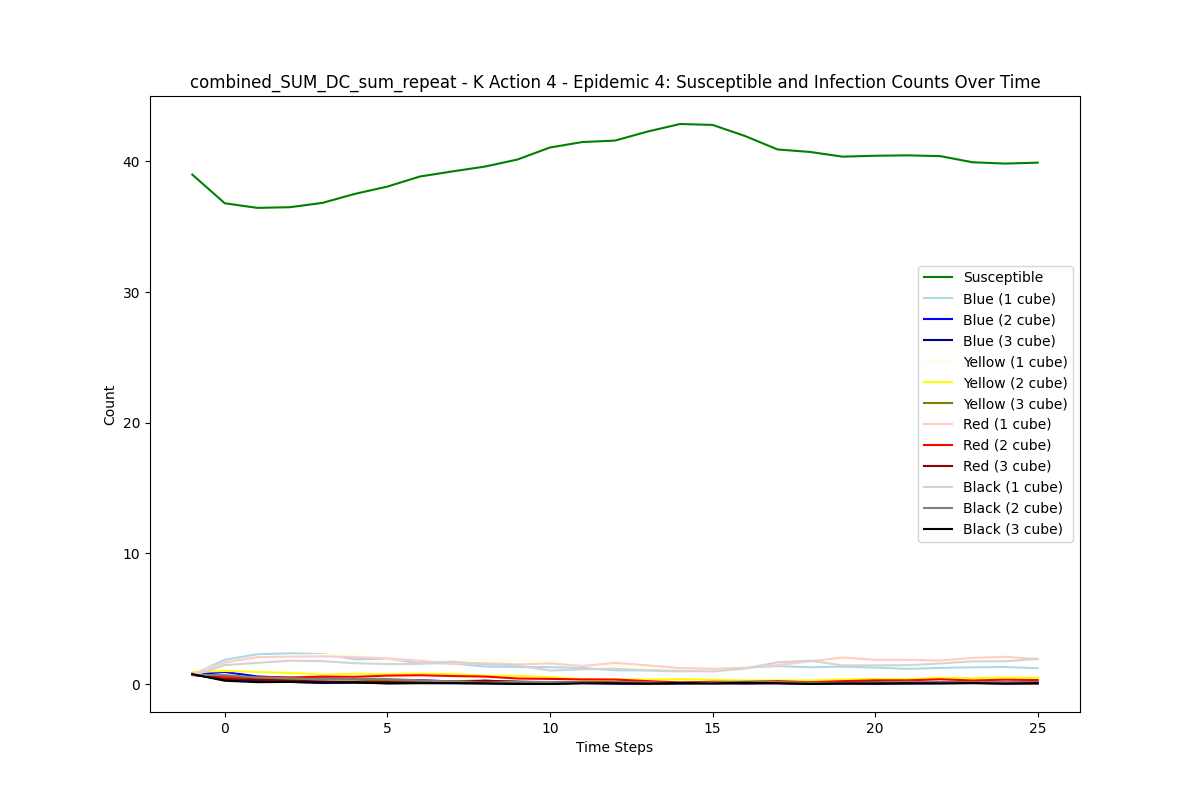 combined_SUM_DC_sum_repeat - K Action 4 - Epidemic 4: Susceptible and Infection Counts Over Time
40
30
20
10
0
Count
Susceptible
Blue (1 cube)
Blue (2 cube)
Blue (3 cube)
Yellow (1 cube)
Yellow (2 cube)
Yellow (3 cube)
Red (1 cube)
Red (2 cube)
Red (3 cube)
Black (1 cube)
Black (2 cube)
Black (3 cube)
0 5 10 15 20 25
Time Steps